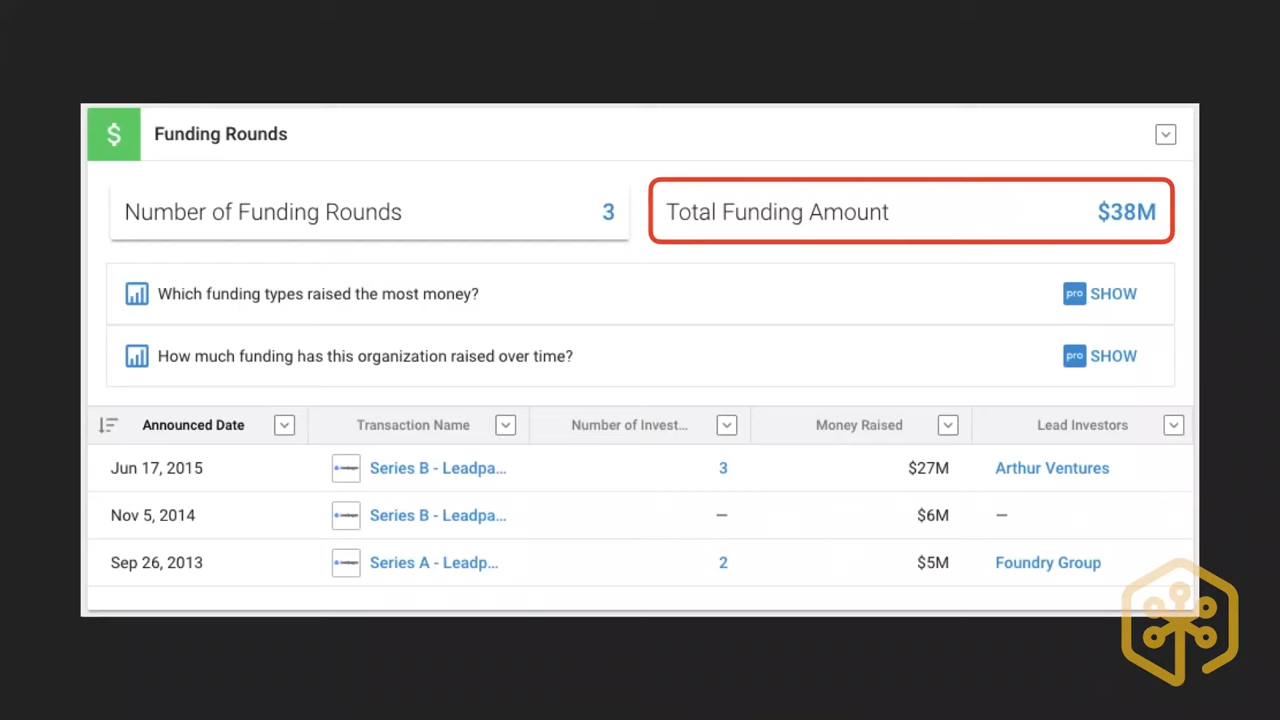 $ Funding Rounds
Number of Funding Rounds 3 Total Funding Amount $38M
Which funding types raised the most money? pro SHOW
How much funding has this organization raised over time? pro SHOW
Announced Date Transaction Name Number of Invest... Money Raised Lead Investors
Jun 17, 2015 Series B - Leadpa... 3 $27M Arthur Ventures
Nov 5, 2014 Series B - Leadpa... — $6M —
Sep 26, 2013 Series A - Leadp... 2 $5M Foundry Group